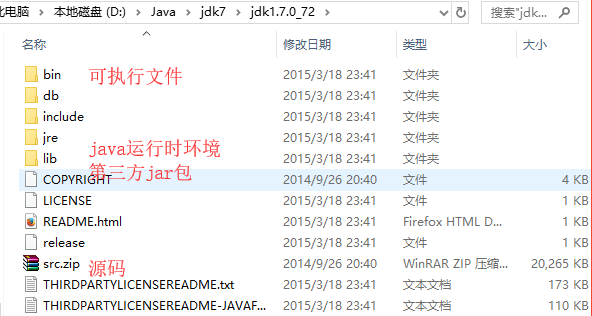 比电脑 › 本地磁盘 (D:) › Java › jdk7 › jdk1.7.0_72 › 搜索"jdk...
名称 修改日期 类型 大小
bin 可执行文件 2015/3/18 23:41 文件夹
db 2015/3/18 23:41 文件夹
include 2015/3/18 23:41 文件夹
jre java运行时环境 2015/3/18 23:41 文件夹
lib 第三方jar包 2015/3/18 23:41 文件夹
COPYRIGHT 2014/9/26 20:40 文件 4 KB
LICENSE 2015/3/18 23:41 文件 1 KB
README.html 2015/3/18 23:41 Firefox HTML D... 1 KB
release 2015/3/18 23:41 文件 1 KB
src.zip 源码 2014/9/26 20:40 WinRAR ZIP 压缩... 20,265 KB
THIRDPARTYLICENSEREADME.txt 2015/3/18 23:41 文本文档 173 KB
THIRDPARTYLICENSEREADME-JAVAF... 2015/3/18 23:41 文本文档 110 KB